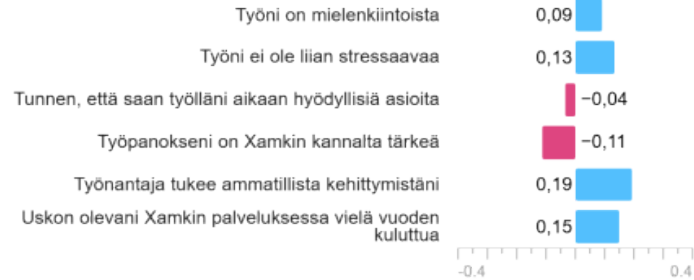 Työni on mielenkiintoista 0,09
Työni ei ole liian stressaavaa 0,13
Tunnen, että saan työlläni aikaan hyödyllisiä asioita −0,04
Työpanokseni on Xamkin kannalta tärkeä −0,11
Työnantaja tukee ammatillista kehittymistäni 0,19
Uskon olevani Xamkin palveluksessa vielä vuoden
kuluttua 0,15
-0.4 0.4